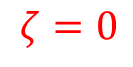 ζ = 0